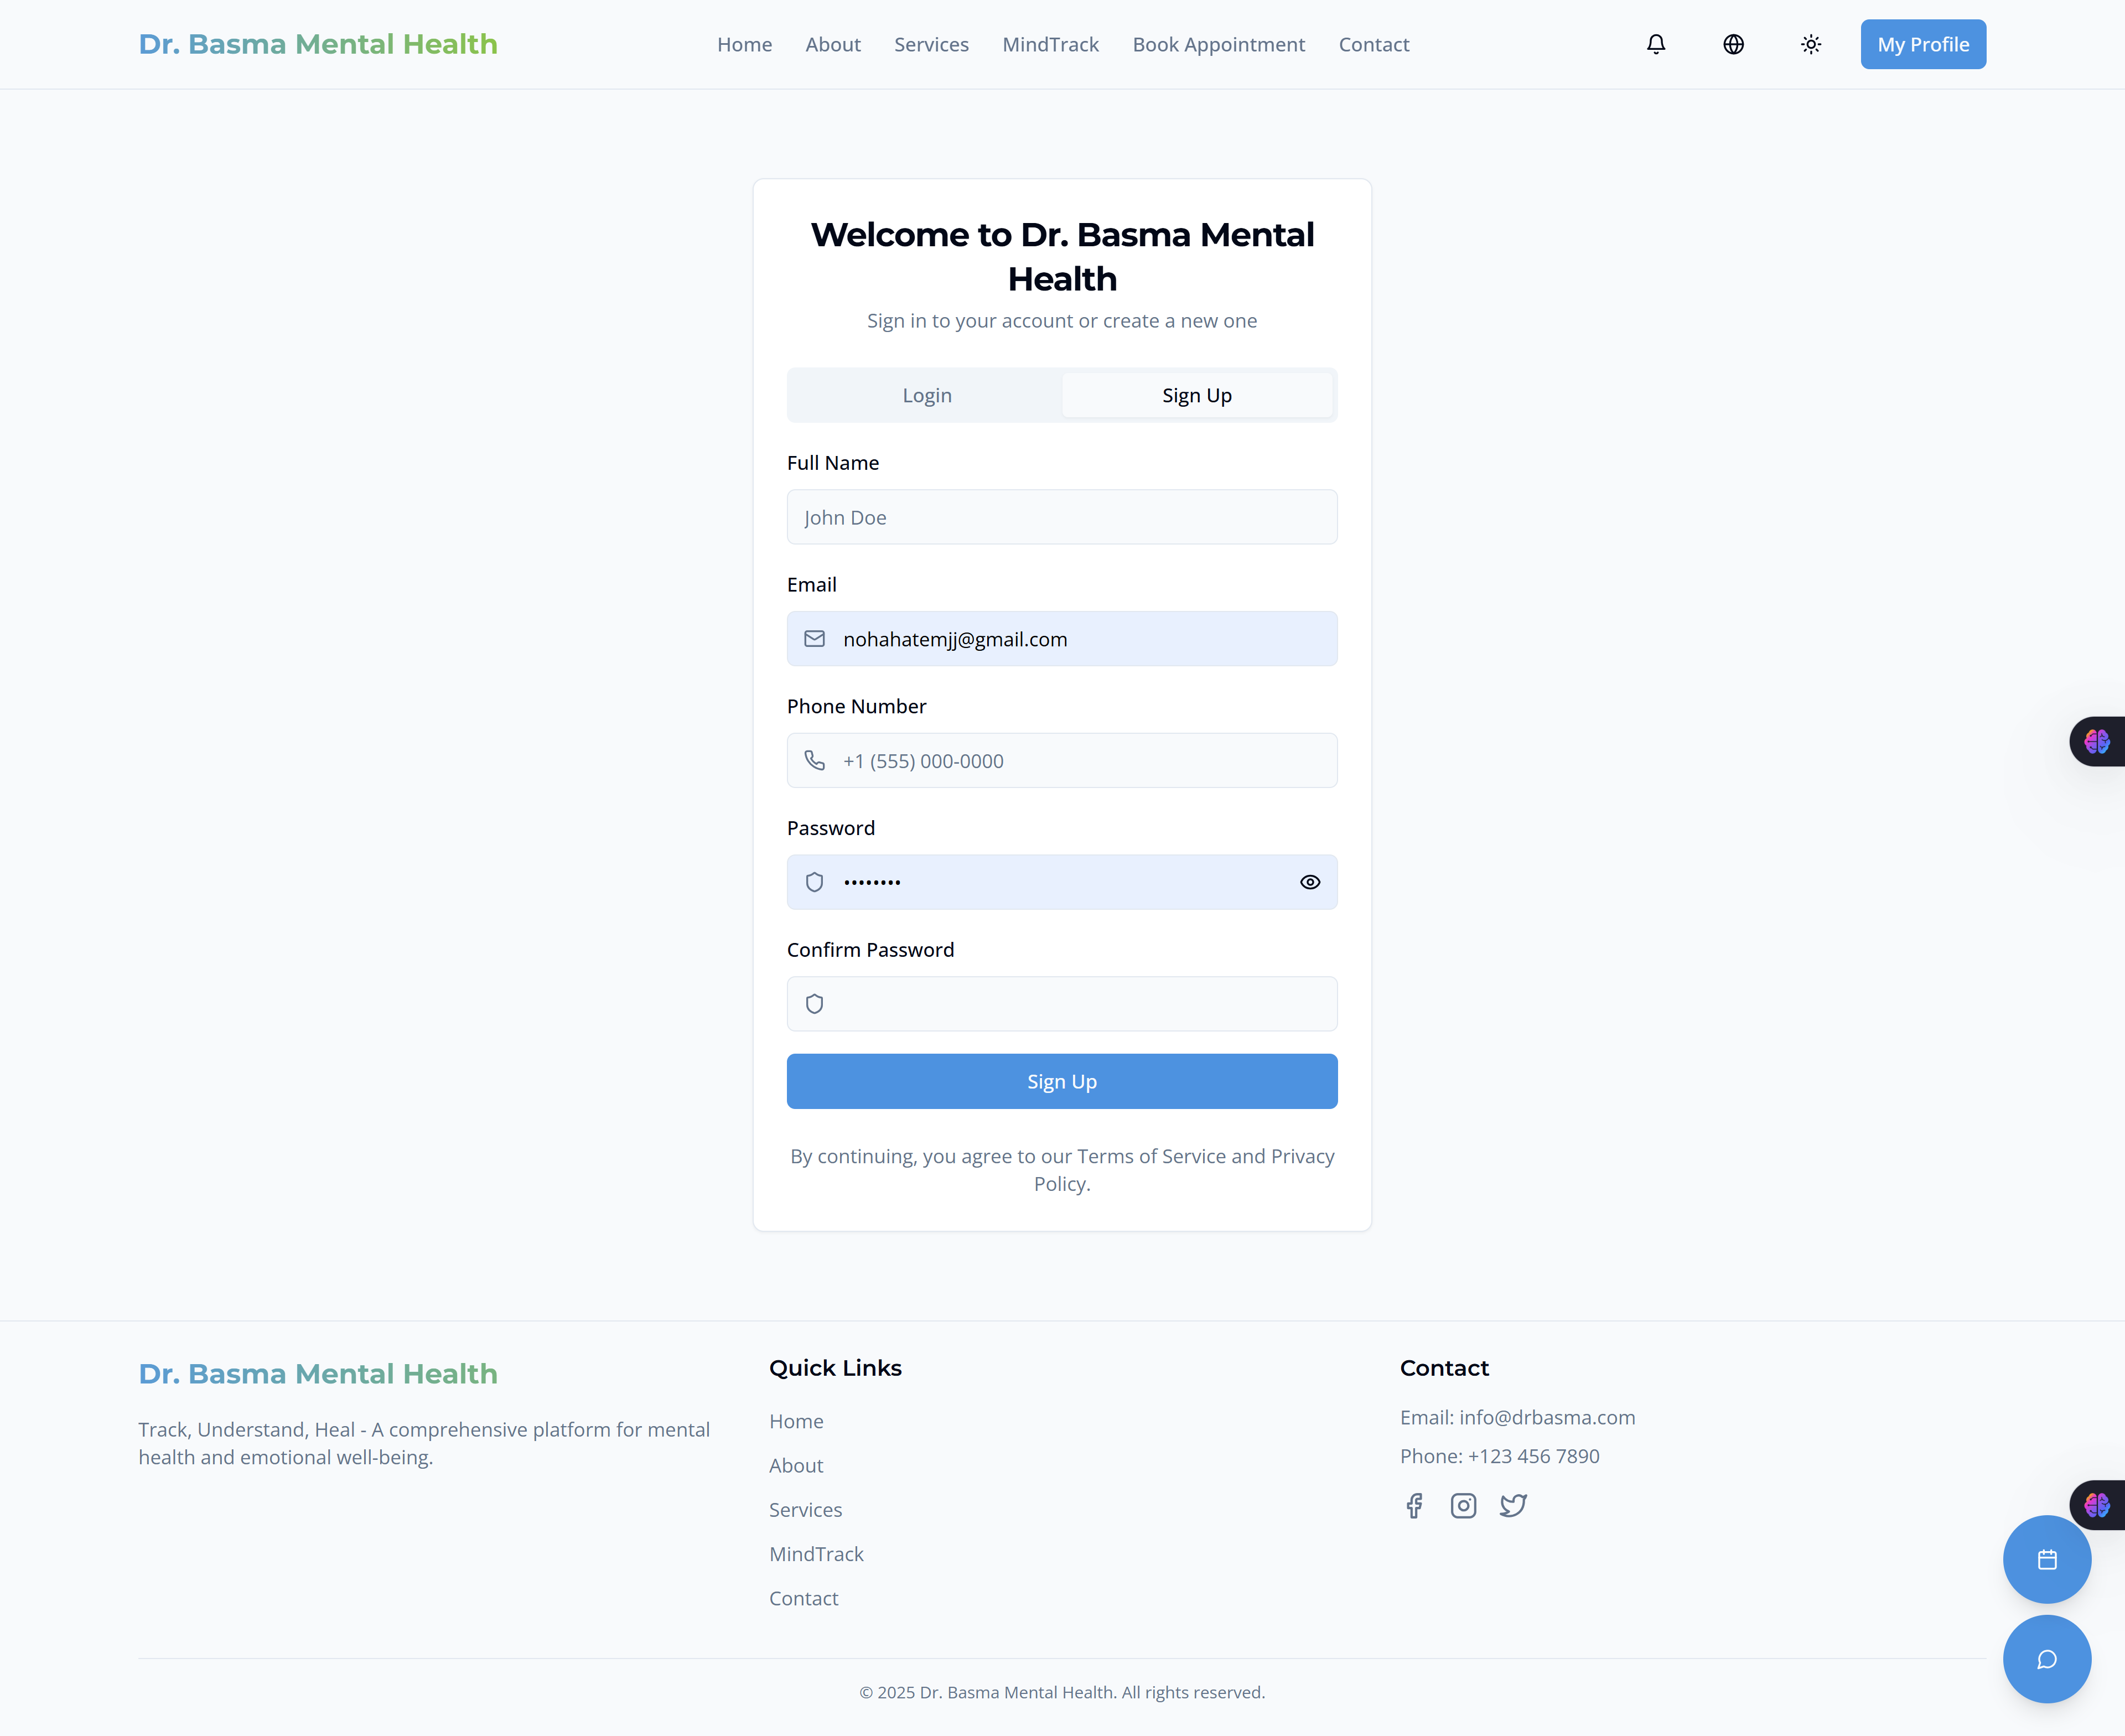 Dr. Basma Mental Health
Home
About
Services
MindTrack
Book Appointment
Contact
My Profile
Welcome to Dr. Basma Mental
Health
Sign in to your account or create a new one
Login
Sign Up
Full Name
John Doe
Email
nohahatemjj@gmail.com
Phone Number
+1 (555) 000-0000
Password
••••••••
Confirm Password
Sign Up
By continuing, you agree to our Terms of Service and Privacy
Policy.
Dr. Basma Mental Health
Track, Understand, Heal - A comprehensive platform for mental
health and emotional well-being.
Quick Links
Home
About
Services
MindTrack
Contact
Contact
Email: info@drbasma.com
Phone: +123 456 7890
© 2025 Dr. Basma Mental Health. All rights reserved.